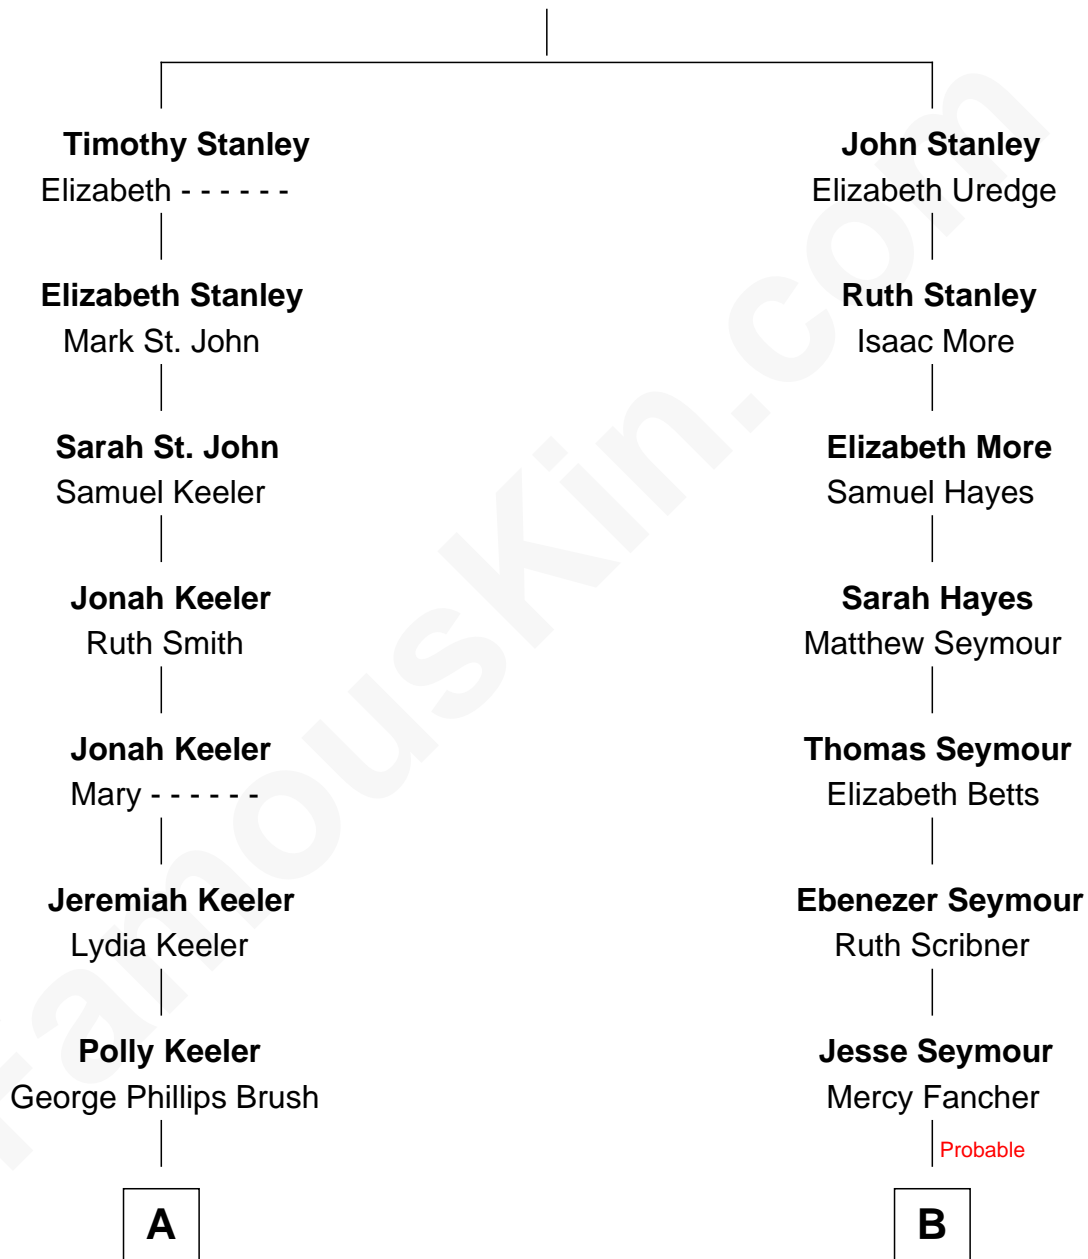 Timothy Stanley
Elizabeth - - - - - -
Elizabeth Stanley
Mark St. John
Sarah St. John
Samuel Keeler
Jonah Keeler
Ruth Smith
Jonah Keeler
Mary - - - - - -
Jeremiah Keeler
Lydia Keeler
Polly Keeler
George Phillips Brush
A
John Stanley
Elizabeth Uredge
Ruth Stanley
Isaac More
Elizabeth More
Samuel Hayes
Sarah Hayes
Matthew Seymour
Thomas Seymour
Elizabeth Betts
Ebenezer Seymour
Ruth Scribner
Jesse Seymour
Mercy Fancher
Probable
B
FamousKin.com